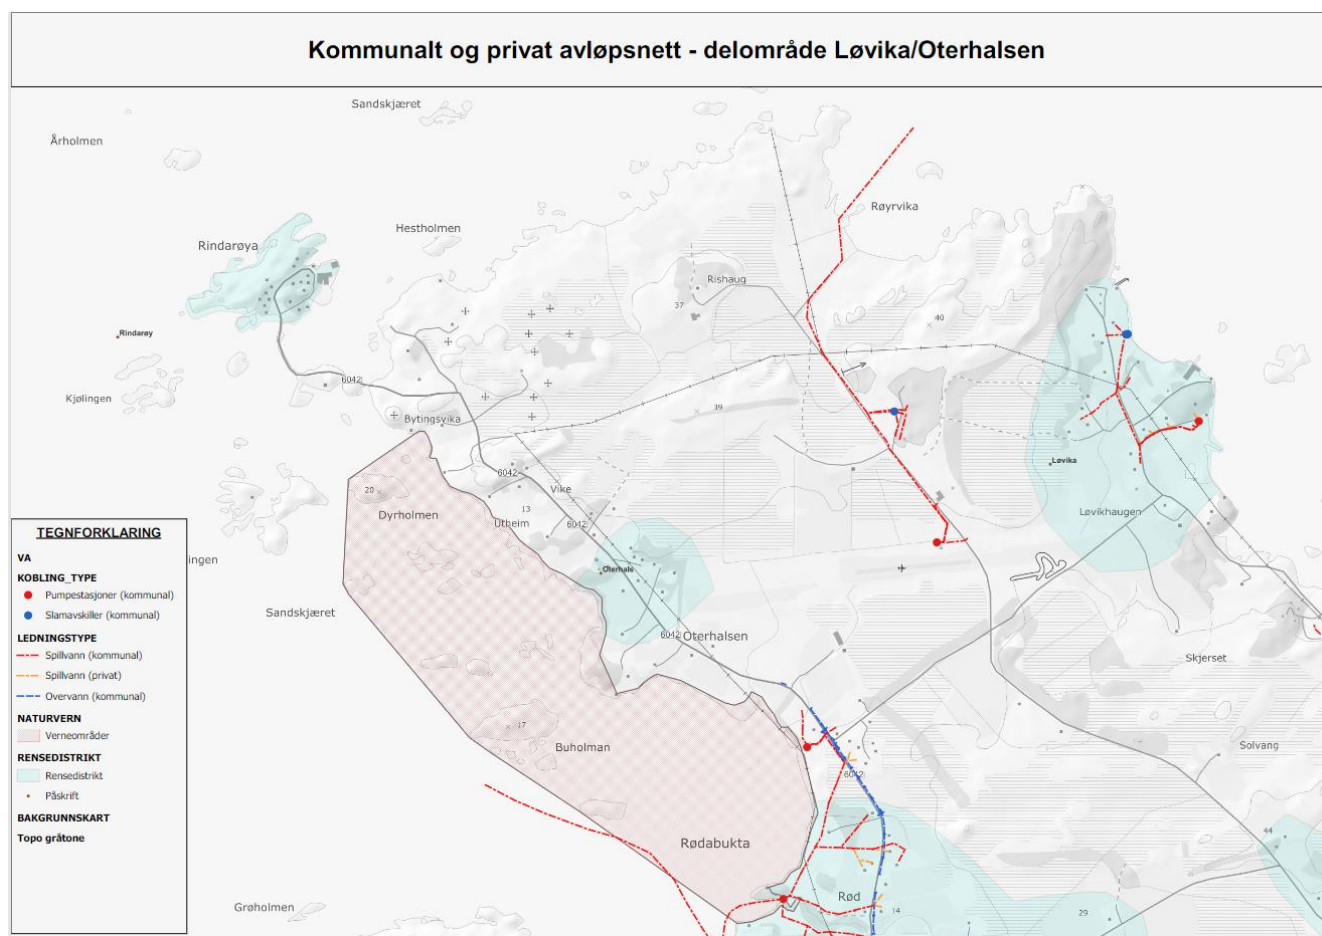 Kommunalt og privat avløpsnett - delområde Løvika/Oterhalsen
Sandskjæret
Årholmen
Røyrvika
Hestholmen
Rindarøya
Rishaug
37
40
Rindarøy
6042
Kjølingen
39
Bytingsvika
Løvika
6042
20
Vike
Dyrholmen
13
Utheim
6042
Løvikhaugen
ingen
Oterhals
Sandskjæret
6042
Oterhalsen
Skjerset
17
Buholman
Solvang
6042
44
Rødabukta
Rød
Grøholmen
14
29
TEGNFORKLARING
VA
KOBLING_TYPE
Pumpestasjoner (kommunal)
Slamavskiller (kommunal)
LEDNINGSTYPE
Spillvann (kommunal)
Spillvann (privat)
Overvann (kommunal)
NATURVERN
Verneområder
RENSEDISTRIKT
Rensedistrikt
Påskrift
BAKGRUNNSKART
Topo gråtone